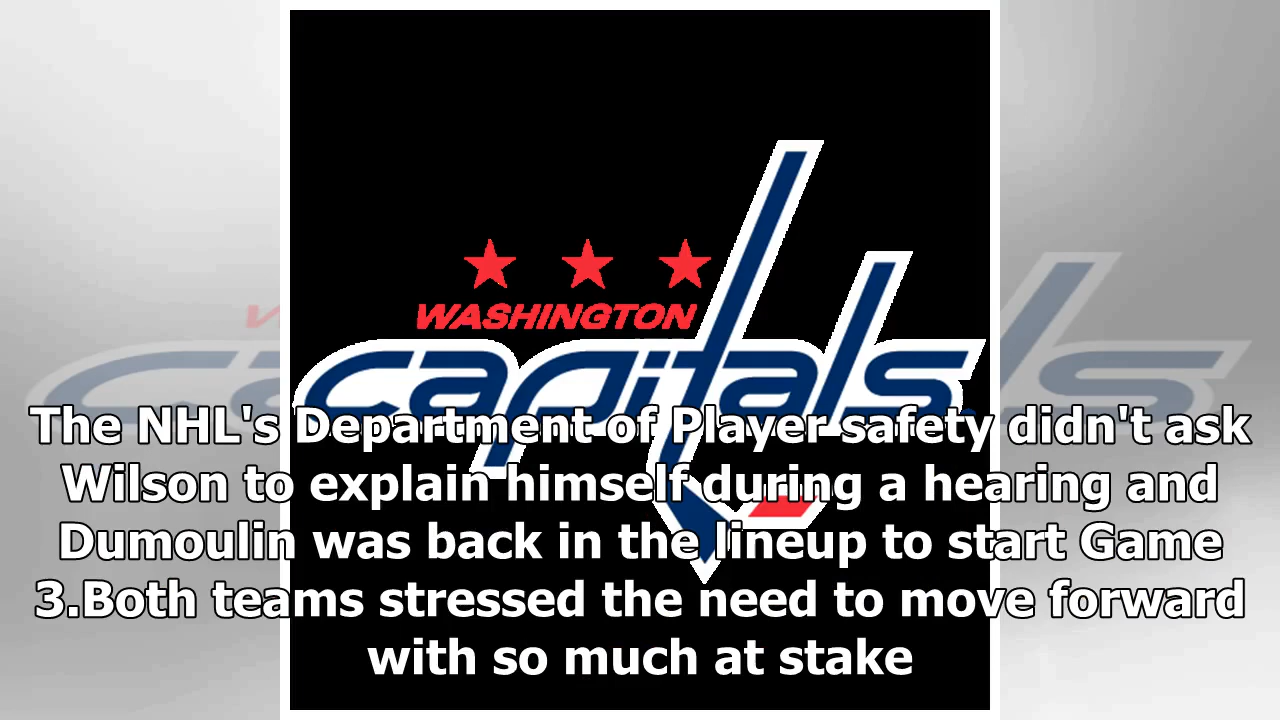 WASHINGTON
capitals
The NHL's Department of Player safety didn't ask
Wilson to explain himself during a hearing and
Dumoulin was back in the lineup to start Game
3.Both teams stressed the need to move forward
with so much at stake